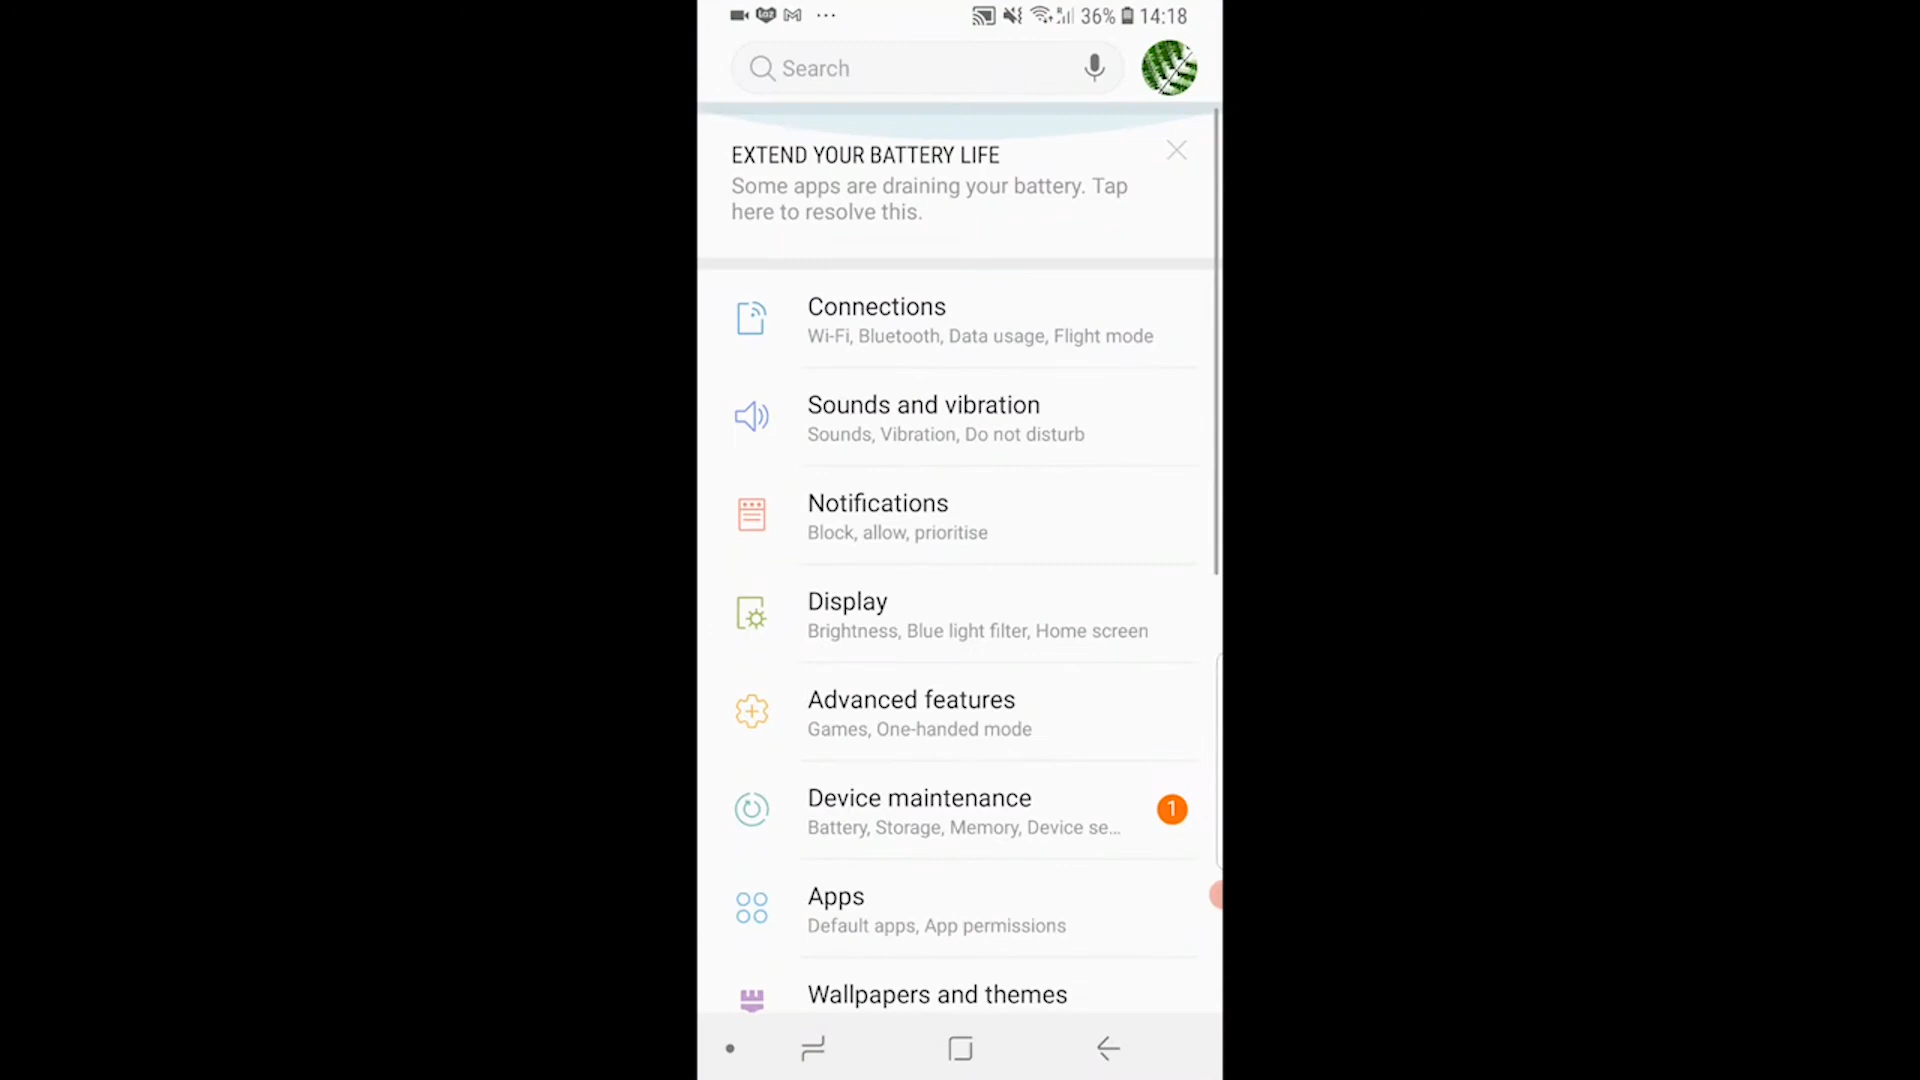 36% 14:18
Search
EXTEND YOUR BATTERY LIFE
Some apps are draining your battery. Tap
here to resolve this.
Connections
Wi-Fi, Bluetooth, Data usage, Flight mode
Sounds and vibration
Sounds, Vibration, Do not disturb
Notifications
Block, allow, prioritise
Display
Brightness, Blue light filter, Home screen
Advanced features
Games, One-handed mode
Device maintenance
Battery, Storage, Memory, Device se...
1
Apps
Default apps, App permissions
Wallpapers and themes